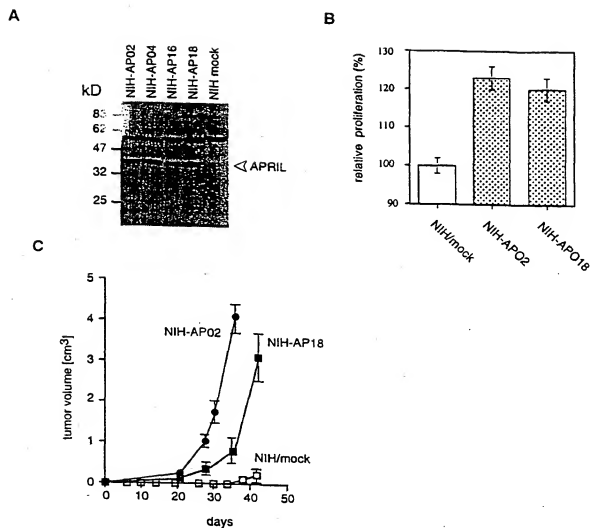 A
NIH-AP02
NIH-AP04
NIH-AP16
NIH-AP18
NIH mock
kD
83
62
47
32
25
APRIL
B
relative proliferation (%)
130
120
110
100
90
NIH/mock
NIH-APO2
NIH-APO18
C
tumor volume [cm³]
5
4
3
2
1
0
NIH-AP02
NIH-AP18
NIH/mock
0 10 20 30 40 50
days